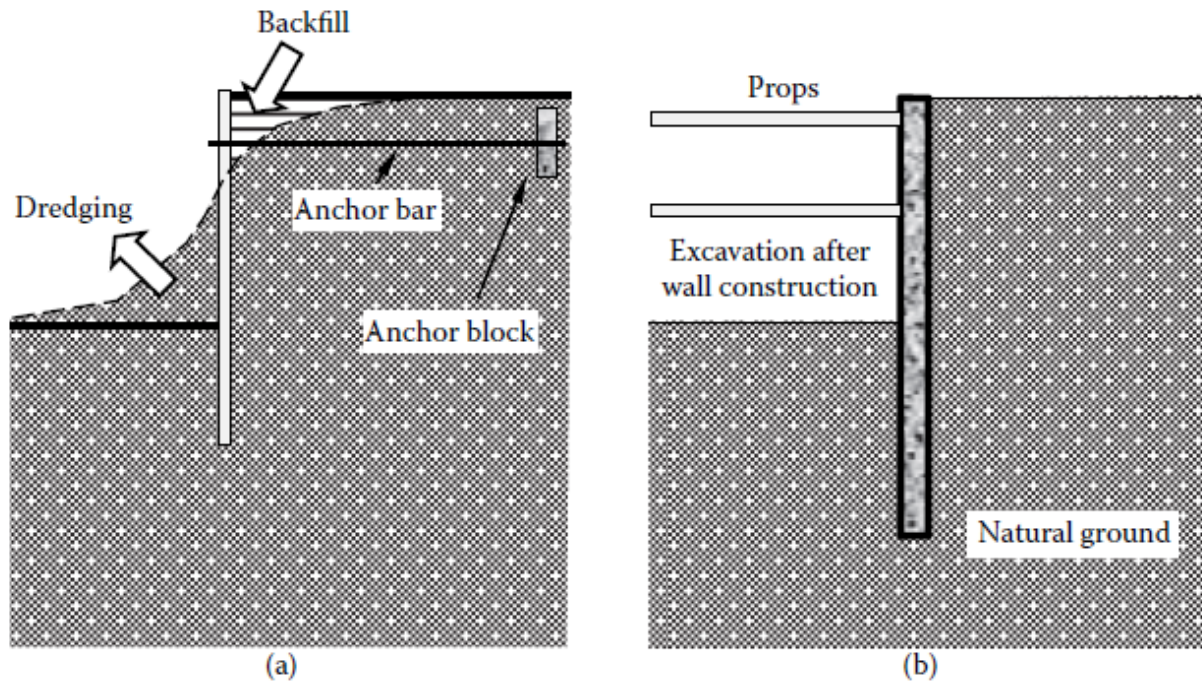 Backfill
Dredging
Anchor bar
Anchor block
(a)
Props
Excavation after
wall construction
Natural ground
(b)